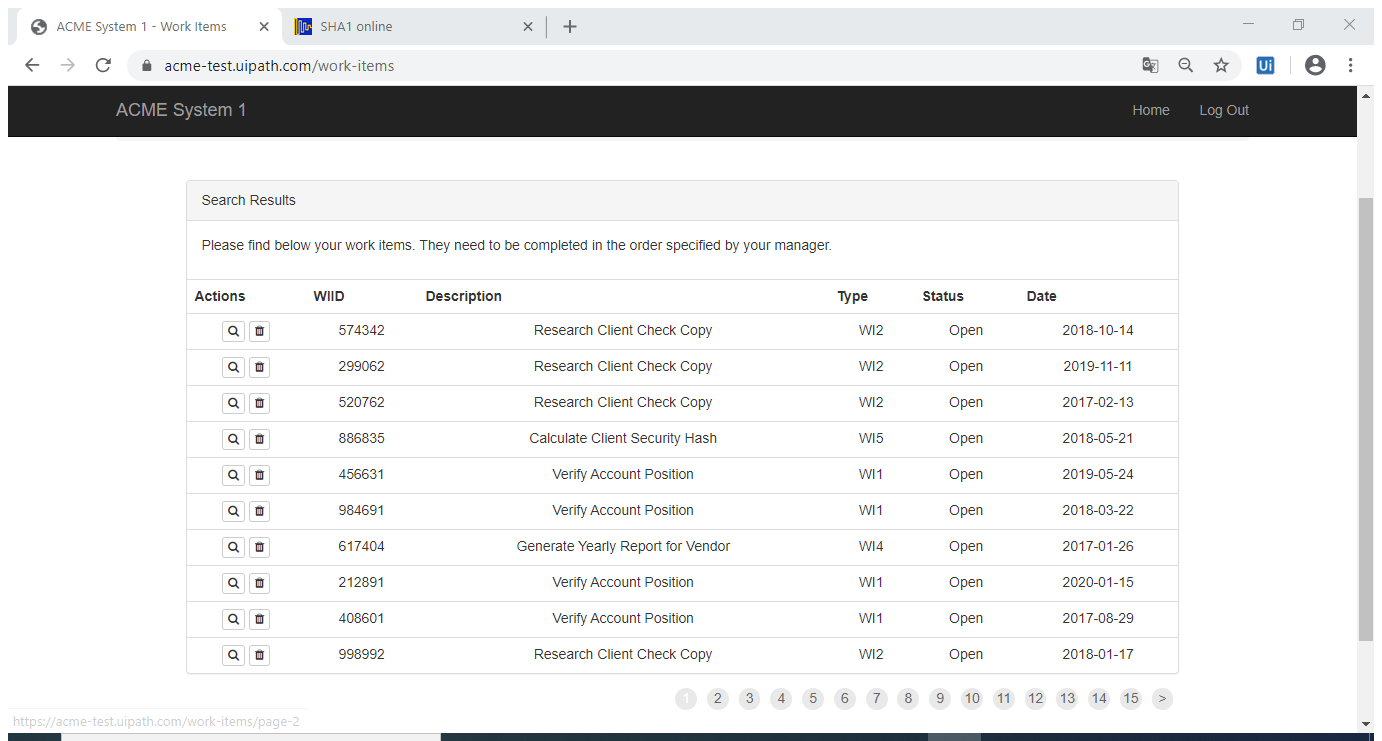 ACME System 1 - Work Items
SHA1 online
acme-test.uipath.com/work-items
Ui
ACME System 1 Home Log Out
Search Results
Please find below your work items. They need to be completed in the order specified by your manager.
Actions WIID Description Type Status Date
574342 Research Client Check Copy WI2 Open 2018-10-14
299062 Research Client Check Copy WI2 Open 2019-11-11
520762 Research Client Check Copy WI2 Open 2017-02-13
886835 Calculate Client Security Hash WI5 Open 2018-05-21
456631 Verify Account Position WI1 Open 2019-05-24
984691 Verify Account Position WI1 Open 2018-03-22
617404 Generate Yearly Report for Vendor WI4 Open 2017-01-26
212891 Verify Account Position WI1 Open 2020-01-15
408601 Verify Account Position WI1 Open 2017-08-29
998992 Research Client Check Copy WI2 Open 2018-01-17
1 2 3 4 5 6 7 8 9 10 11 12 13 14 15 >
https://acme-test.uipath.com/work-items/page-2